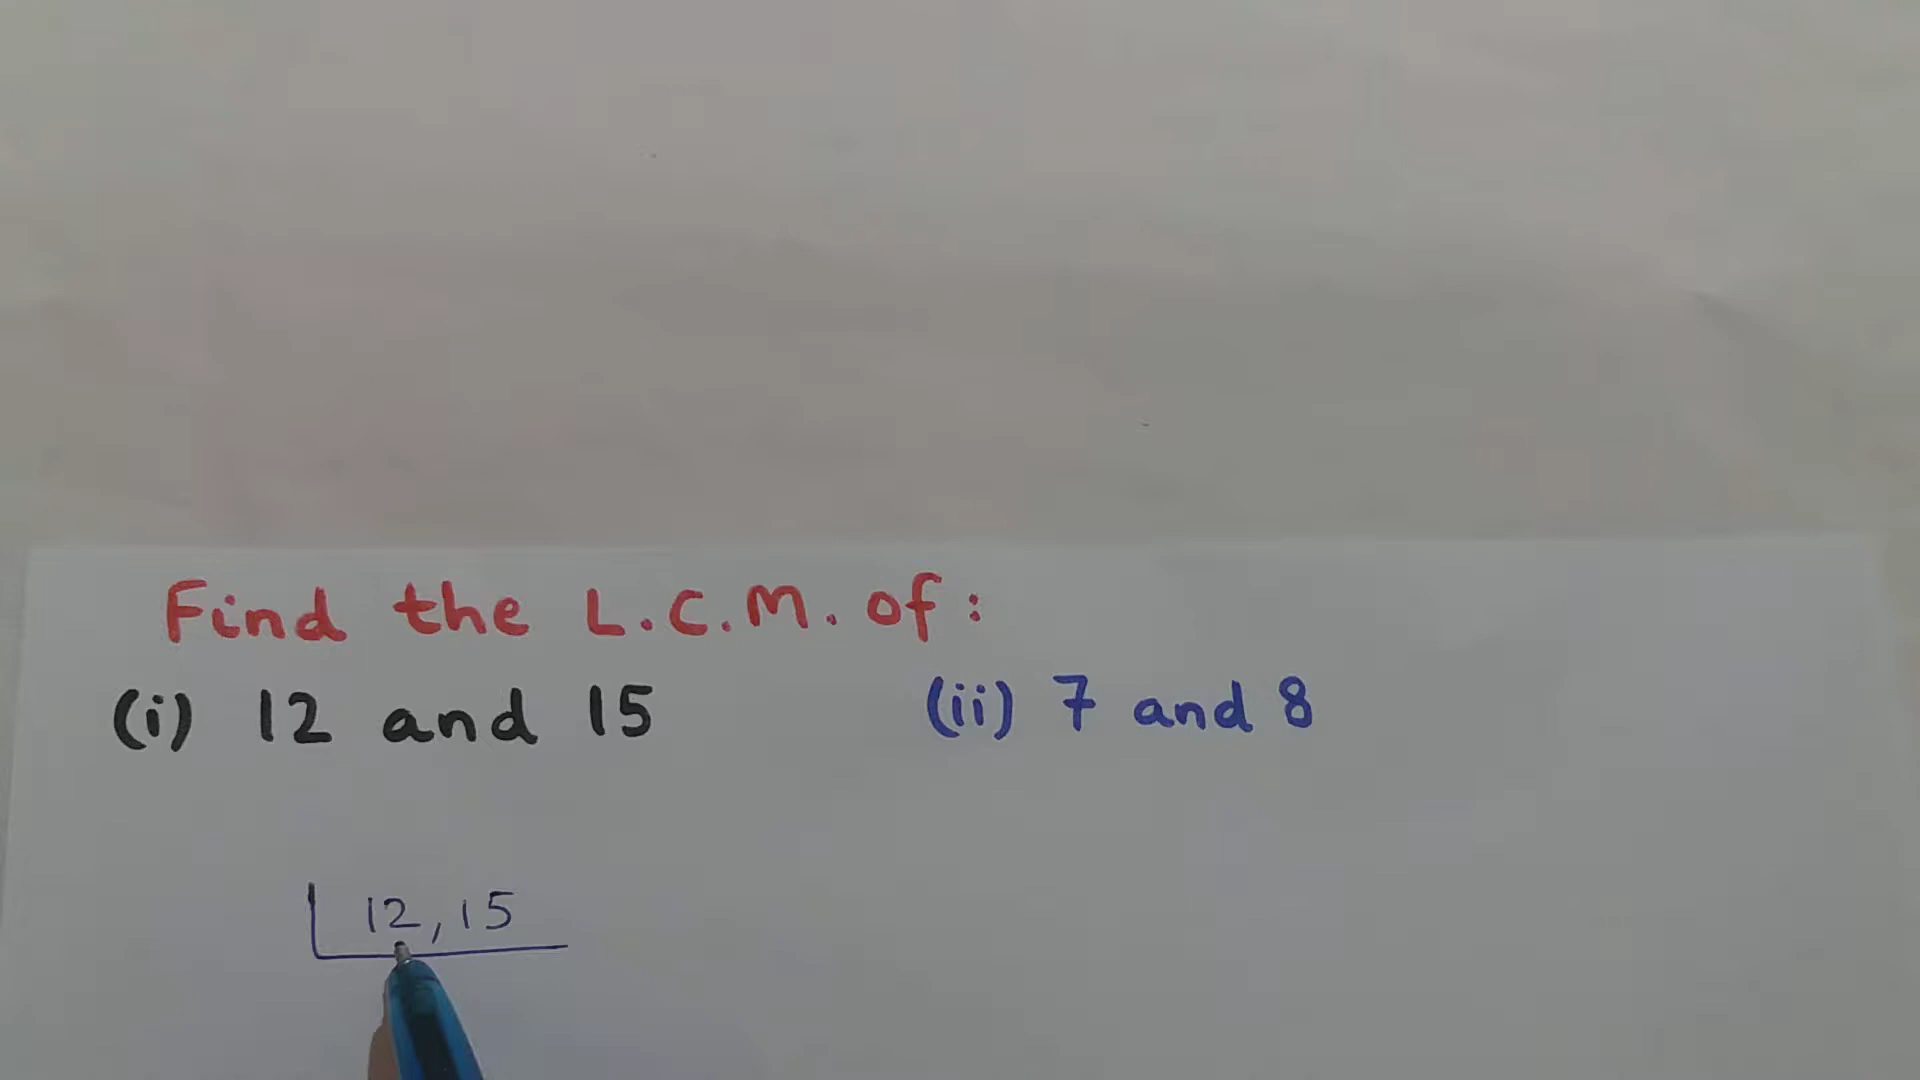 Find the L.C.M. of:
(i) 12 and 15 (ii) 7 and 8
12, 15